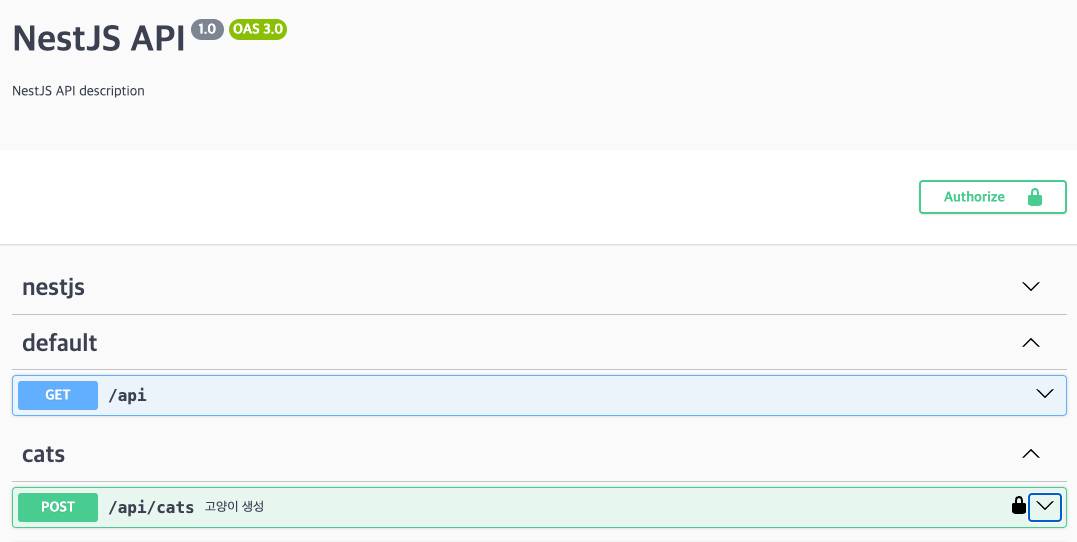 NestJS API 1.0 OAS 3.0
NestJS API description
Authorize
nestjs
default
GET /api
cats
POST /api/cats 고양이 생성